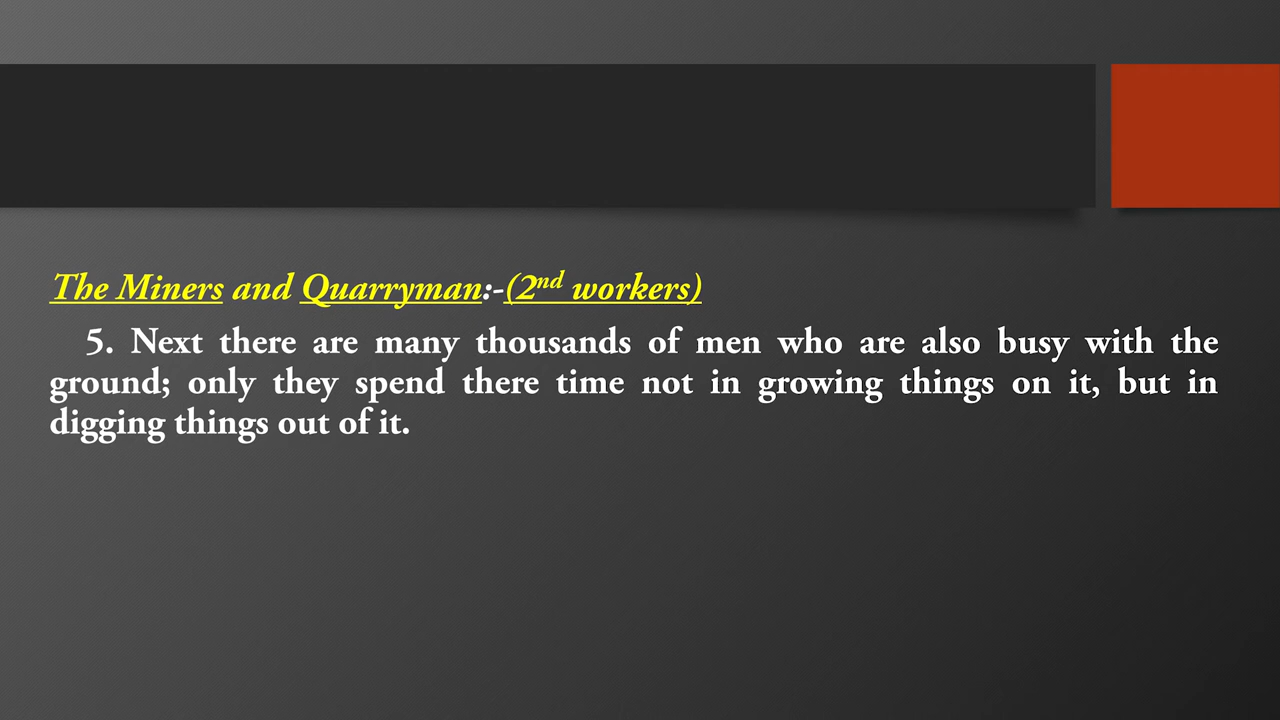 The Miners and Quarryman:-(2nd workers)
5. Next there are many thousands of men who are also busy with the
ground; only they spend there time not in growing things on it, but in
digging things out of it.